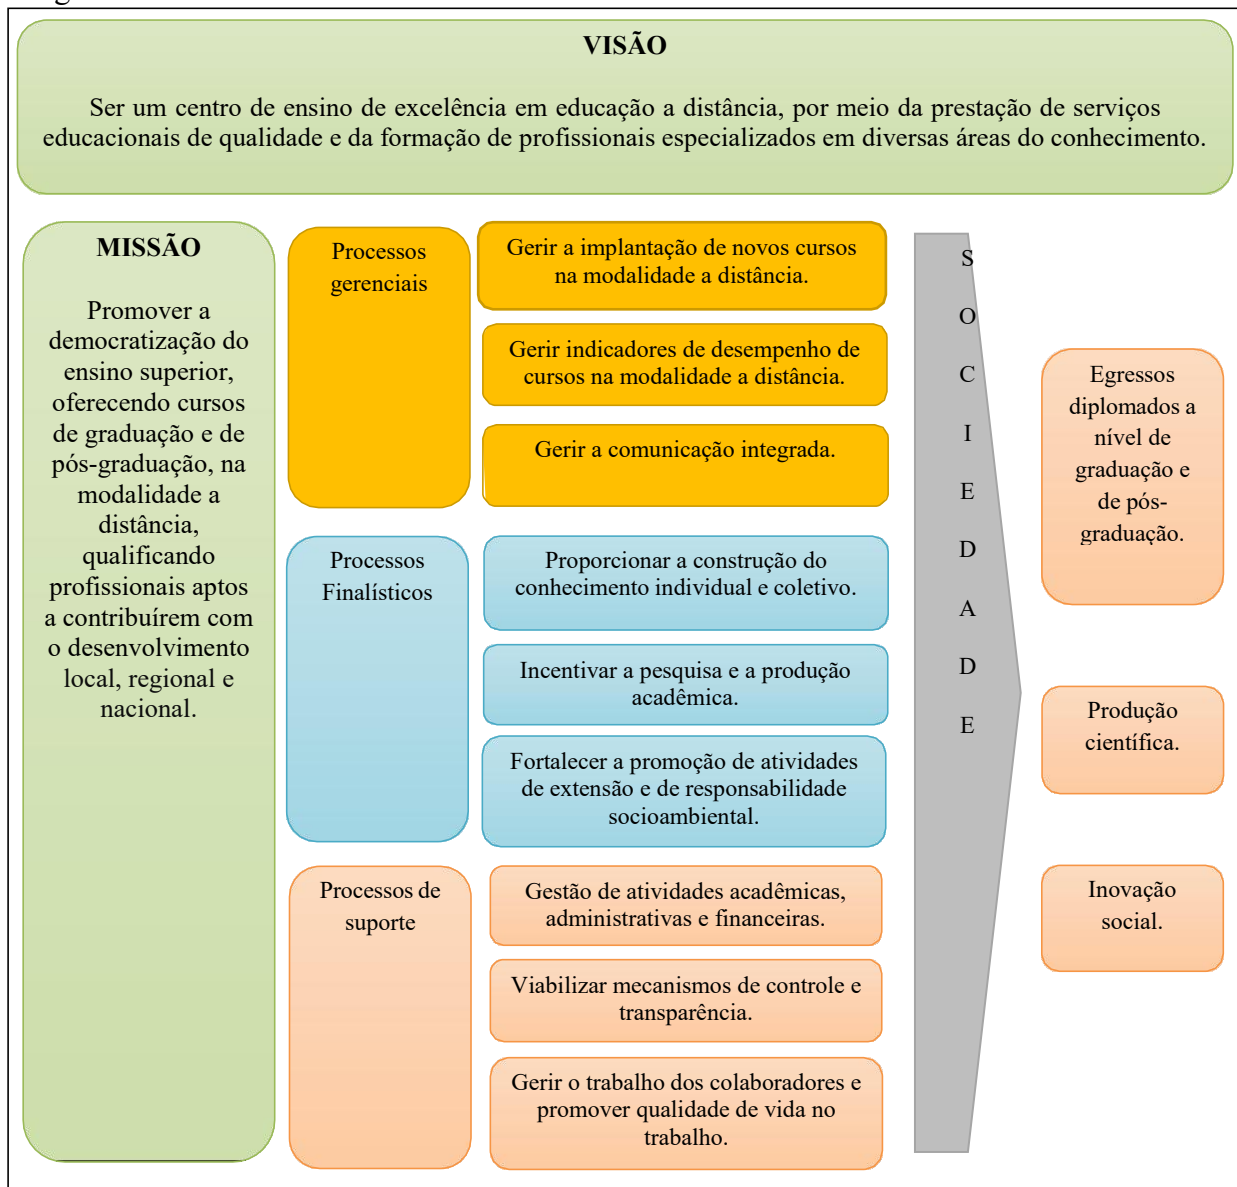 VISÃO
Ser um centro de ensino de excelência em educação a distância, por meio da prestação de serviços
educacionais de qualidade e da formação de profissionais especializados em diversas áreas do conhecimento.
MISSÃO
Promover a
democratização do
ensino superior,
oferecendo cursos
de graduação e de
pós-graduação, na
modalidade a
distância,
qualificando
profissionais aptos
a contribuírem com
o desenvolvimento
local, regional e
nacional.
Processos
gerenciais
Gerir a implantação de novos cursos
na modalidade a distância.
Gerir indicadores de desempenho de
cursos na modalidade a distância.
Gerir a comunicação integrada.
Processos
Finalísticos
Proporcionar a construção do
conhecimento individual e coletivo.
Incentivar a pesquisa e a produção
acadêmica.
Fortalecer a promoção de atividades
de extensão e de responsabilidade
socioambiental.
Processos de
suporte
Gestão de atividades acadêmicas,
administrativas e financeiras.
Viabilizar mecanismos de controle e
transparência.
Gerir o trabalho dos colaboradores e
promover qualidade de vida no
trabalho.
S
O
C
I
E
D
A
D
E
Egressos
diplomados a
nível de
graduação e
de pós-
graduação.
Produção
científica.
Inovação
social.